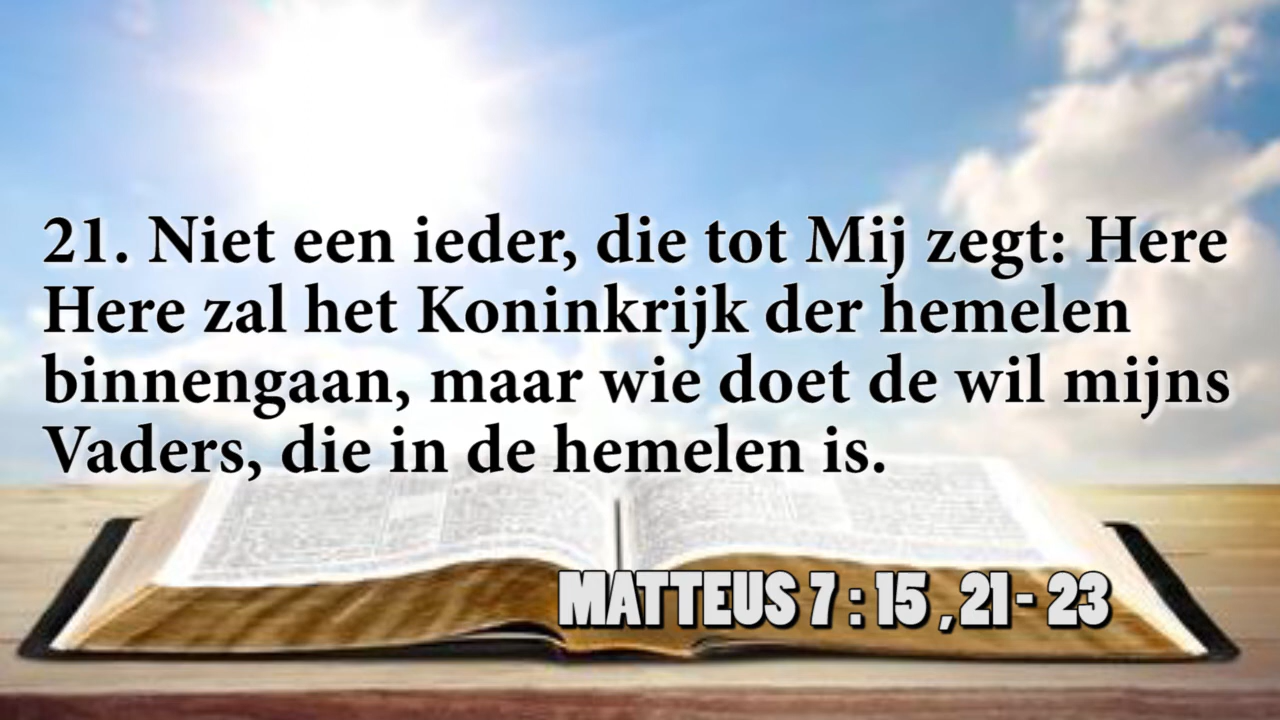 21. Niet een ieder, die tot Mij zegt: Here
Here zal het Koninkrijk der hemelen
binnengaan, maar wie doet de wil mijns
Vaders, die in de hemelen is.
MATTEUS 7 : 15 , 21 - 23